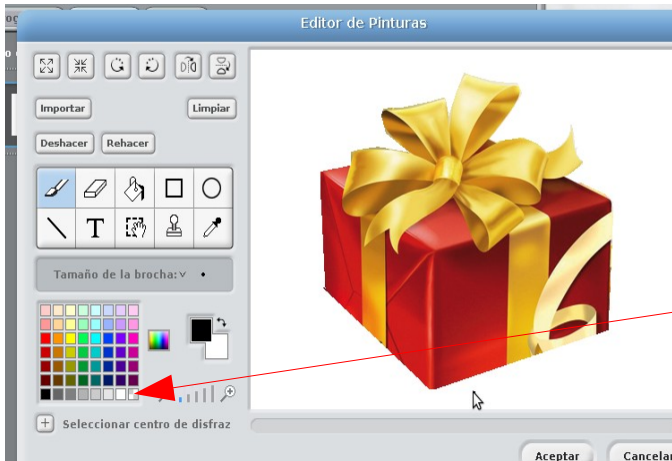 Editor de Pinturas
Importar
Limpiar
Deshacer
Rehacer
T
Tamaño de la brocha:
Seleccionar centro de disfraz
Aceptar
Cancelar